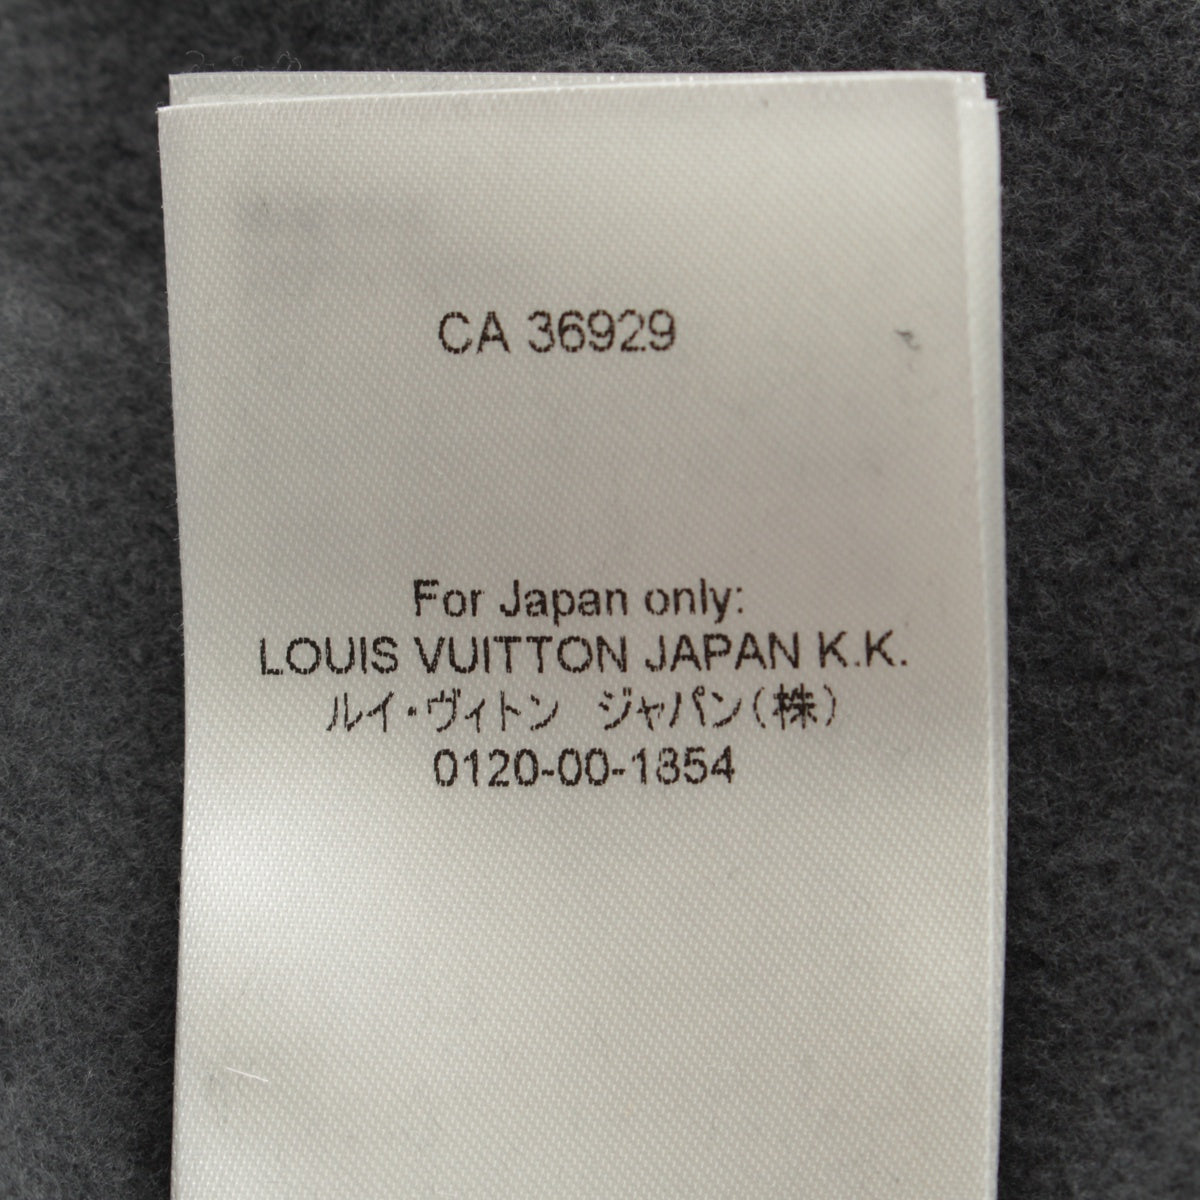 CA 36929
For Japan only:
LOUIS VUITTON JAPAN K.K.
ルイ・ヴィトン ジャパン(株)
0120-00-1854